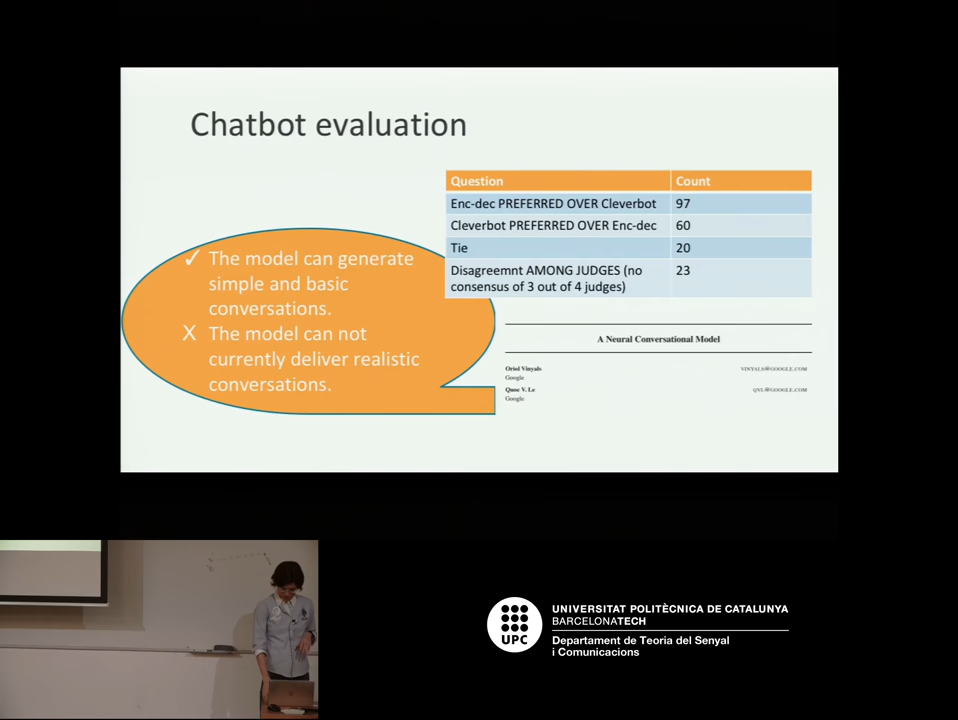 Chatbot evaluation
Question Count
Enc-dec PREFERRED OVER Cleverbot 97
Cleverbot PREFERRED OVER Enc-dec 60
Tie 20
Disagreemnt AMONG JUDGES (no
consensus of 3 out of 4 judges) 23
✓ The model can generate
simple and basic
conversations.
X The model can not
currently deliver realistic
conversations.
A Neural Conversational Model
Oriol Vinyals VINYALS@GOOGLE.COM
Google
Quoc V. Le QVL@GOOGLE.COM
Google
UPC
UNIVERSITAT POLITÈCNICA DE CATALUNYA
BARCELONATECH
Departament de Teoria del Senyal
i Comunicacions